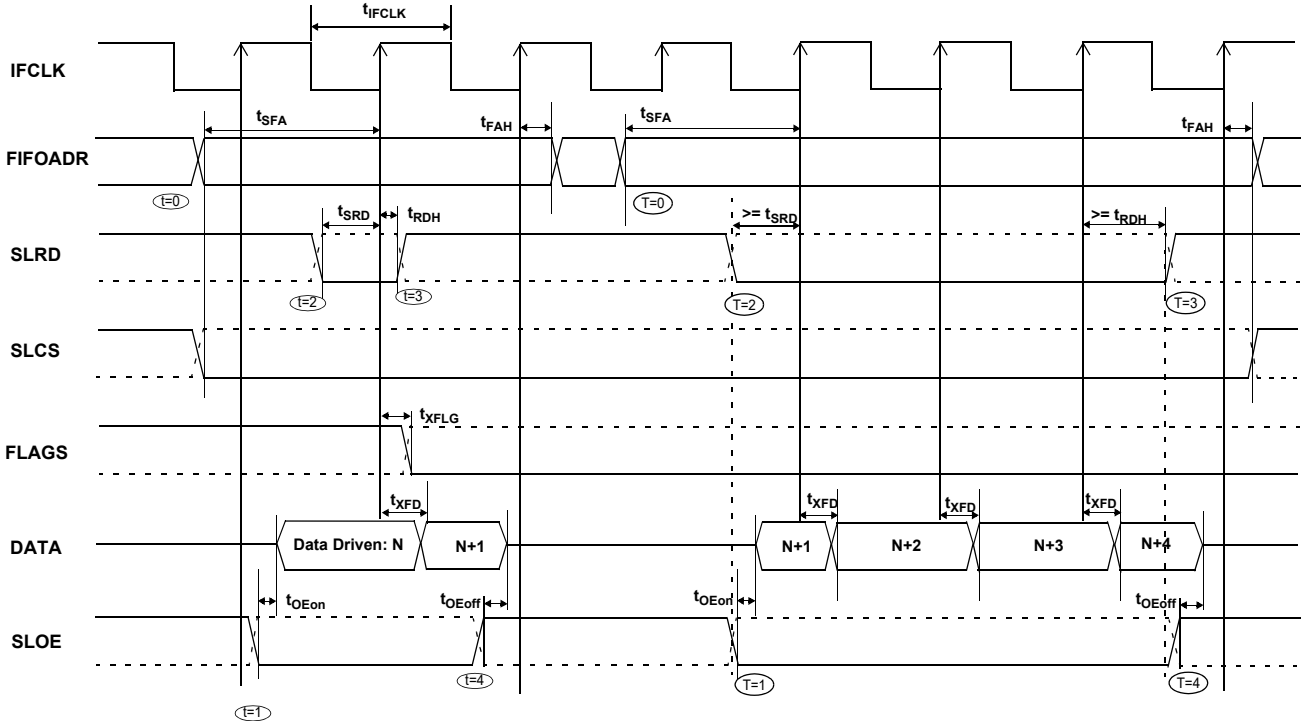 tIFCLK
IFCLK
tSFA
tFAH
tSFA
tFAH
FIFOADR
t=0
T=0
tSRD
tRDH
>= tSRD
>= tRDH
SLRD
t=2
t=3
T=2
T=3
SLCS
tXFLG
FLAGS
tXFD
tXFD
tXFD
tXFD
DATA
Data Driven: N
N+1
N+1
N+2
N+3
N+4
tOEon
tOEoff
tOEon
tOEoff
SLOE
t=4
T=1
T=4
t=1